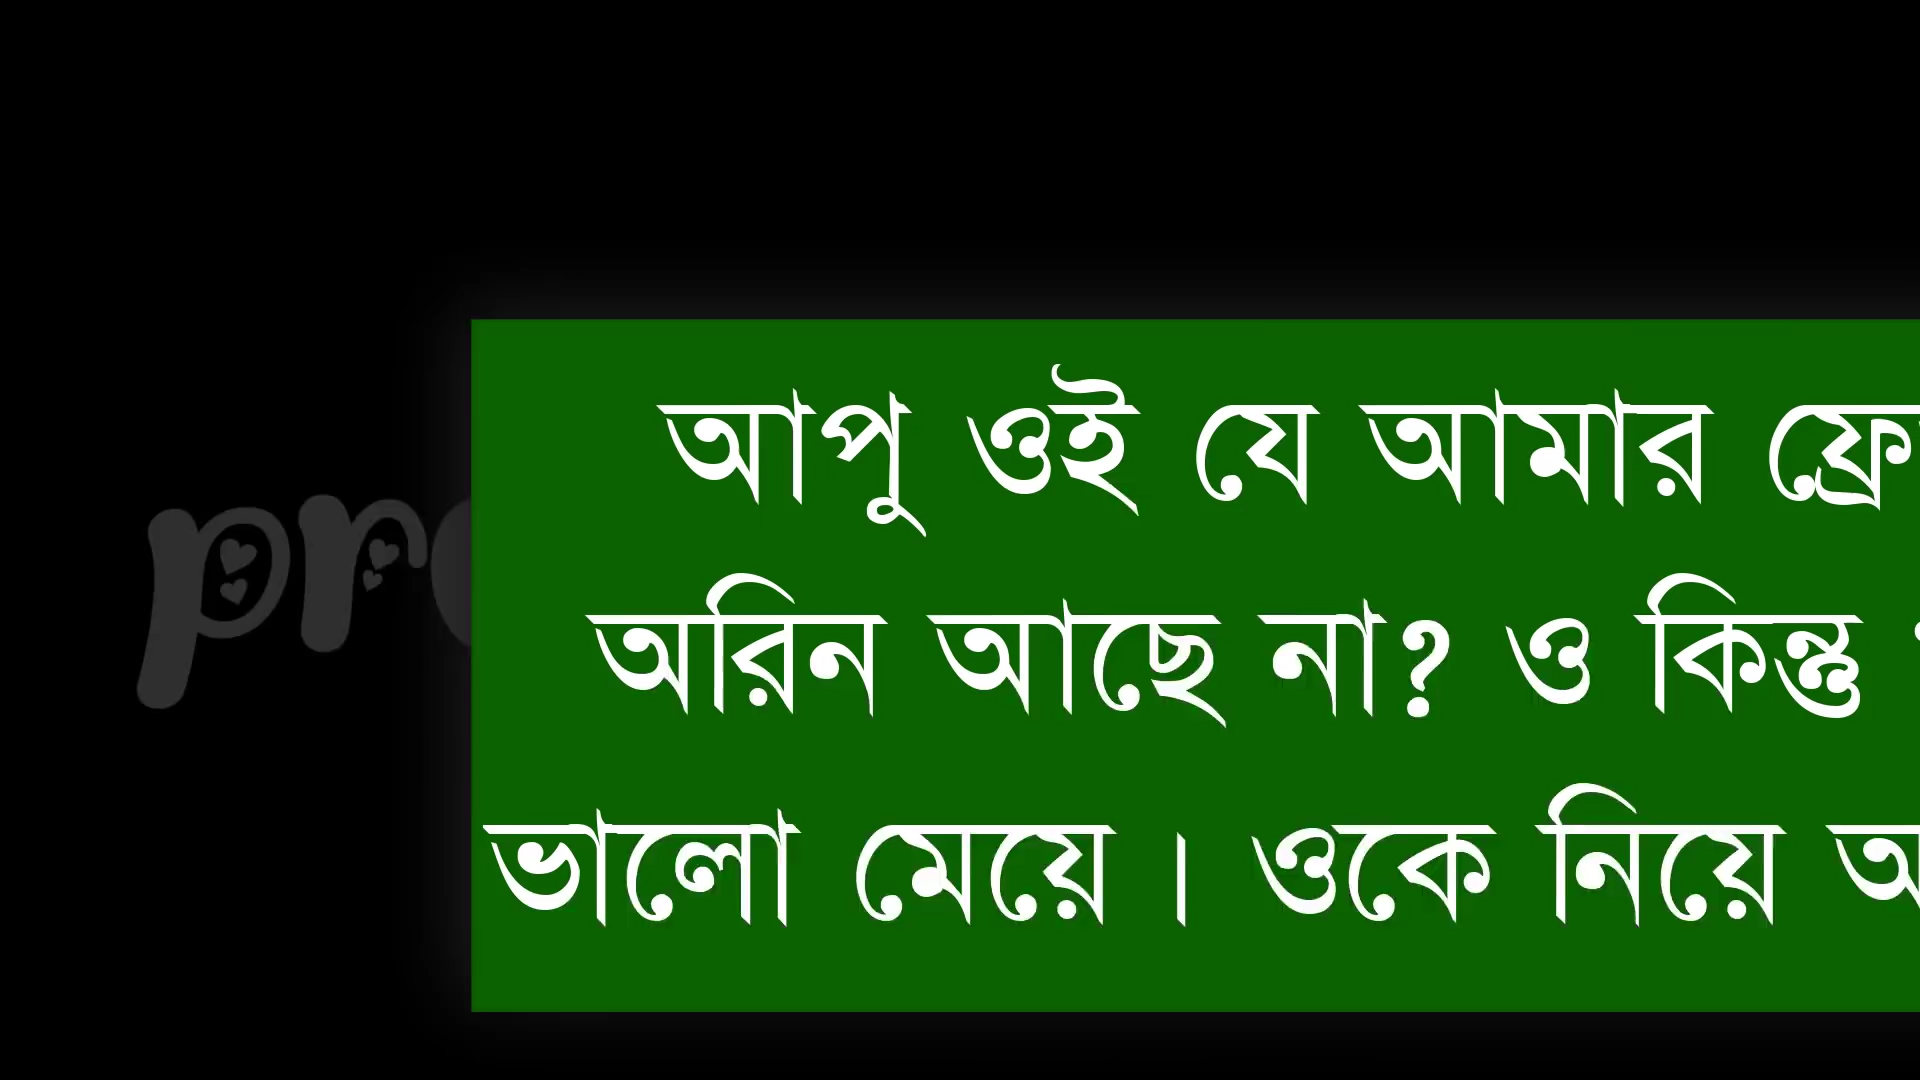 আপু ওই যে আমার
অরিন আছে না? ও কিন্তু
ভালো মেয়ে। ওকে নিয়ে